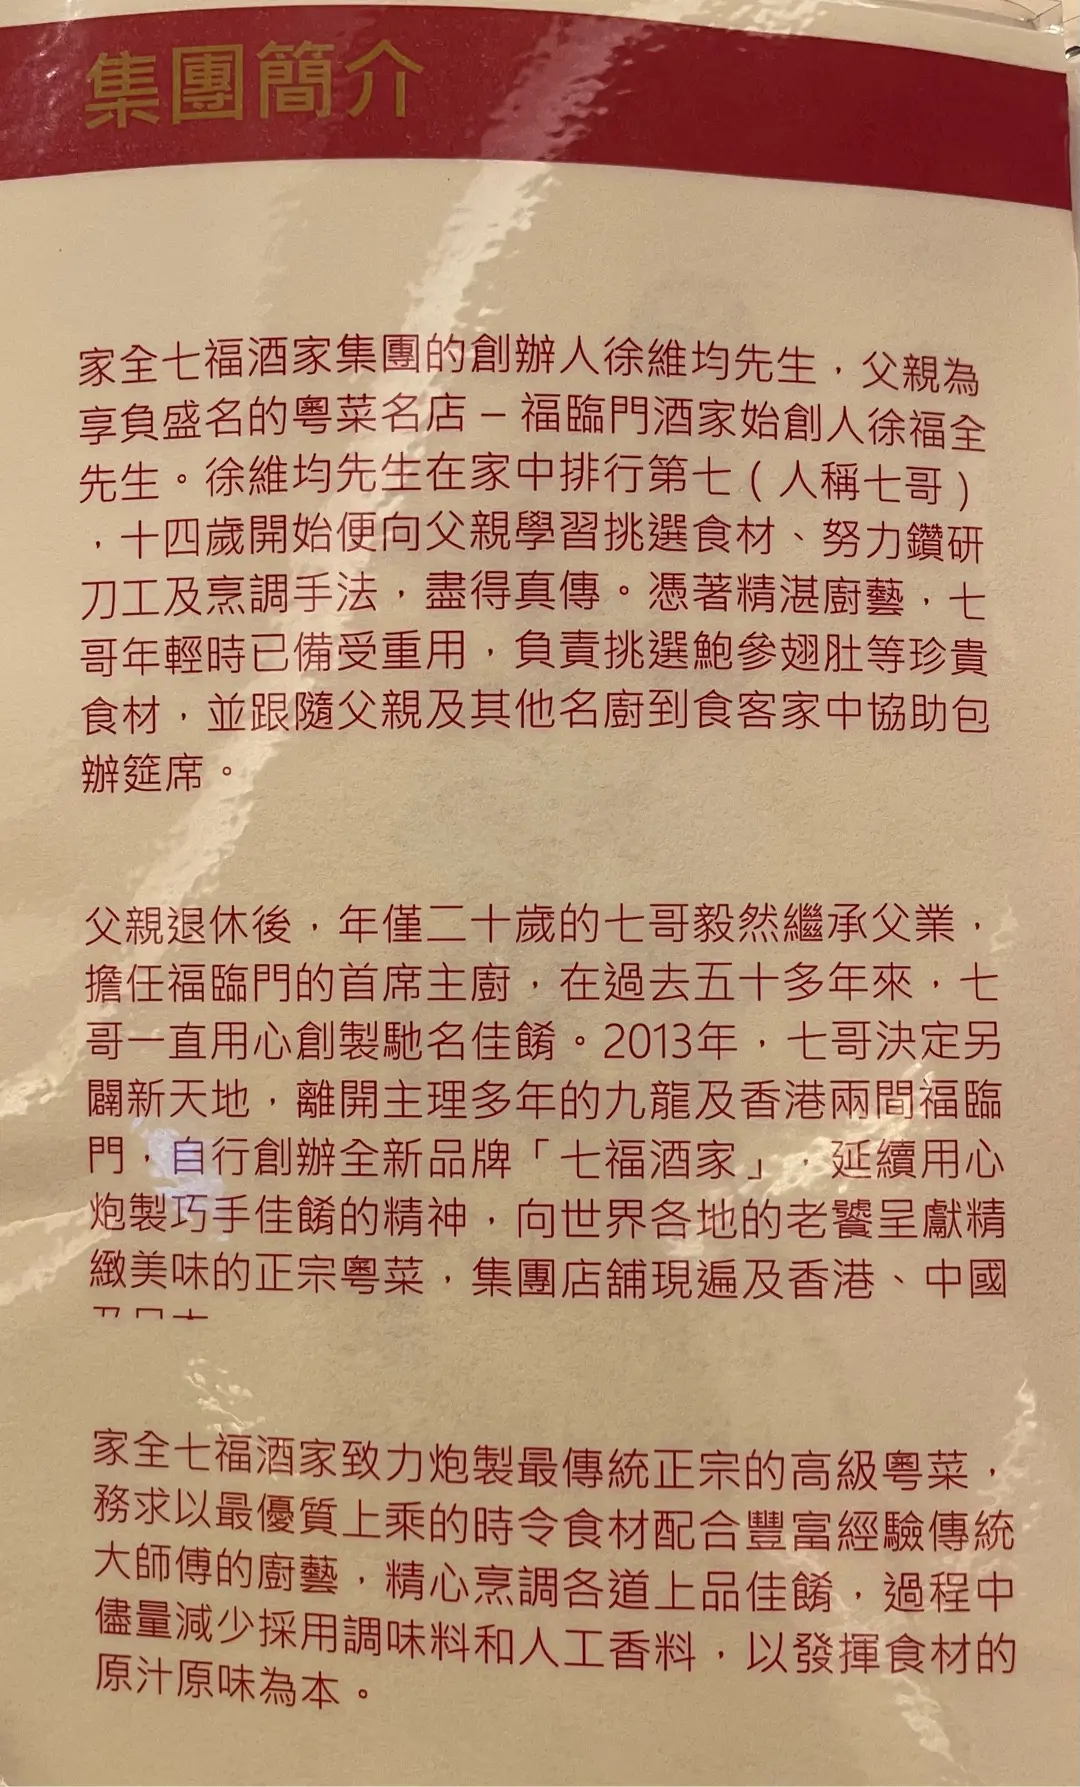 集團簡介
家全七福酒家集團的創辦人徐維均先生，父親為
享負盛名的粵菜名店 – 福臨門酒家始創人徐福全
先生。徐維均先生在家中排行第七（人稱七哥）
，十四歲開始便向父親學習挑選食材、努力鑽研
刀工及烹調手法，盡得真傳。憑著精湛廚藝，七
哥年輕時已備受重用，負責挑選鮑參翅肚等珍貴
食材，並跟隨父親及其他名廚到食客家中協助包
辦筵席。
父親退休後，年僅二十歲的七哥毅然繼承父業，
擔任福臨門的首席主廚，在過去五十多年來，七
哥一直用心創製馳名佳餚。2013年，七哥決定另
闢新天地，離開主理多年的九龍及香港兩間福臨
門，自行創辦全新品牌「七福酒家」，延續用心
炮製巧手佳餚的精神，向世界各地的老饕呈獻精
緻美味的正宗粵菜，集團店舖現遍及香港、中國
家全七福酒家致力炮製最傳統正宗的高級粵菜，
務求以最優質上乘的時令食材配合豐富經驗傳統
大師傅的廚藝，精心烹調各道上品佳餚，過程中
儘量減少採用調味料和人工香料，以發揮食材的
原汁原味為本。